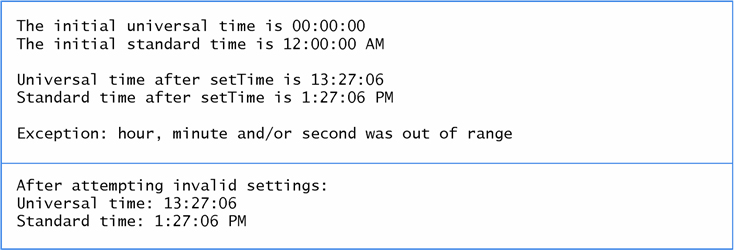 The initial universal time is 00:00:00
The initial standard time is 12:00:00 AM
Universal time after setTime is 13:27:06
Standard time after setTime is 1:27:06 PM
Exception: hour, minute and/or second was out of range
After attempting invalid settings:
Universal time: 13:27:06
Standard time: 1:27:06 PM